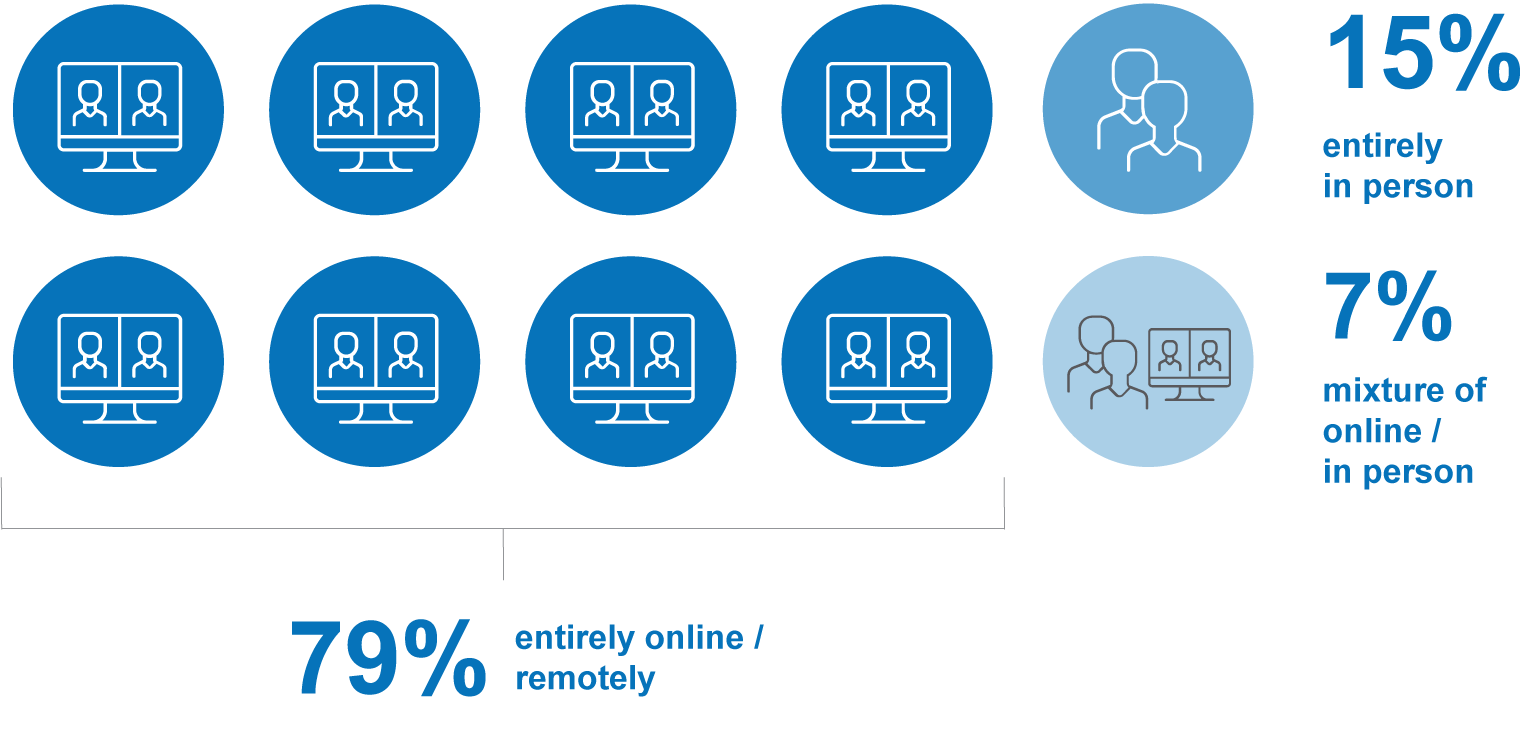 15%
entirely
in person
7%
mixture of
online /
in person
79%
entirely online /
remotely